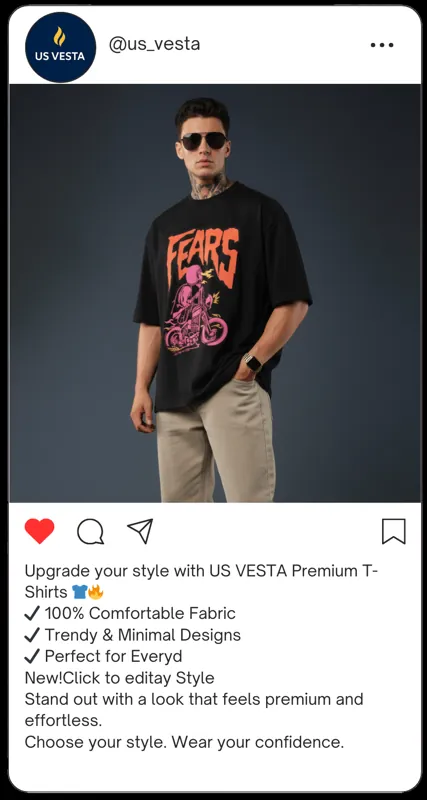 US VESTA
@us_vesta
FEARS
Upgrade your style with US VESTA Premium T-
Shirts 👕🔥
✓ 100% Comfortable Fabric
✓ Trendy & Minimal Designs
✓ Perfect for Everyd
New!Click to editay Style
Stand out with a look that feels premium and
effortless.
Choose your style. Wear your confidence.